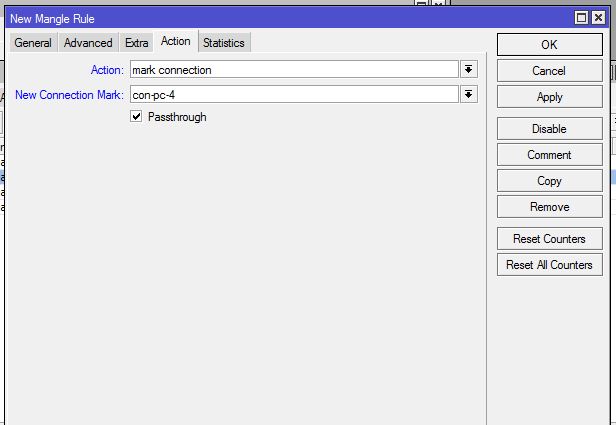 New Mangle Rule
General Advanced Extra Action Statistics
Action: mark connection
New Connection Mark: con-pc-4
Passthrough
OK
Cancel
Apply
Disable
Comment
Copy
Remove
Reset Counters
Reset All Counters